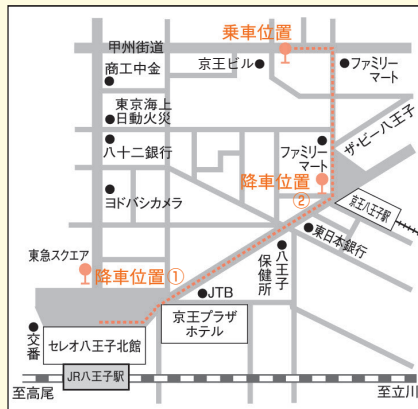 乗車位置
甲州街道
商工中金
京王ビル
ファミリー
マート
東京海上
日動火災
ザ・ビー八王子
八十二銀行
ファミリー
マート
降車位置
②
京王八王子駅
ヨドバシカメラ
東日本銀行
八王子
保健所
東急スクエア
降車位置①
JTB
京王プラザ
ホテル
交番
セレオ八王子北館
JR八王子駅
至高尾
至立川